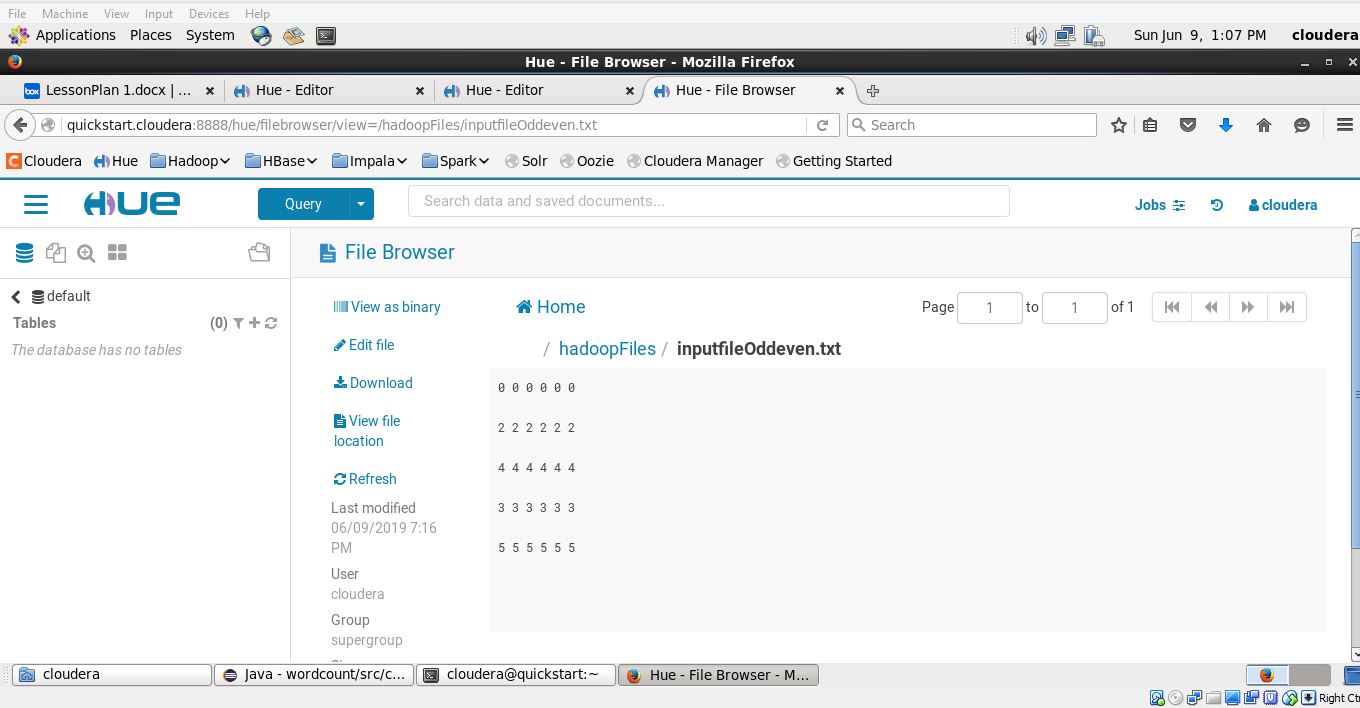 File Machine View Input Devices Help
Applications Places System Sun Jun 9, 1:07 PM cloudera
Hue - File Browser - Mozilla Firefox
box LessonPlan 1.docx | ... Hue - Editor Hue - Editor Hue - File Browser
quickstart.cloudera:8888/hue/filebrowser/view=/hadoopFiles/inputfileOddeven.txt Search
Cloudera Hue Hadoop HBase Impala Spark Solr Oozie Cloudera Manager Getting Started
HUE Query Search data and saved documents... Jobs cloudera
File Browser
default
Tables (0)
The database has no tables
View as binary
Edit file
Download
View file
location
Refresh
Last modified
06/09/2019 7:16
PM
User
cloudera
Group
supergroup
Home Page 1 to 1 of 1
/ hadoopFiles / inputfileOddeven.txt
0 0 0 0 0 0
2 2 2 2 2 2
4 4 4 4 4 4
3 3 3 3 3 3
5 5 5 5 5 5
cloudera Java - wordcount/src/c... cloudera@quickstart:~ Hue - File Browser - M...
Right Ctr